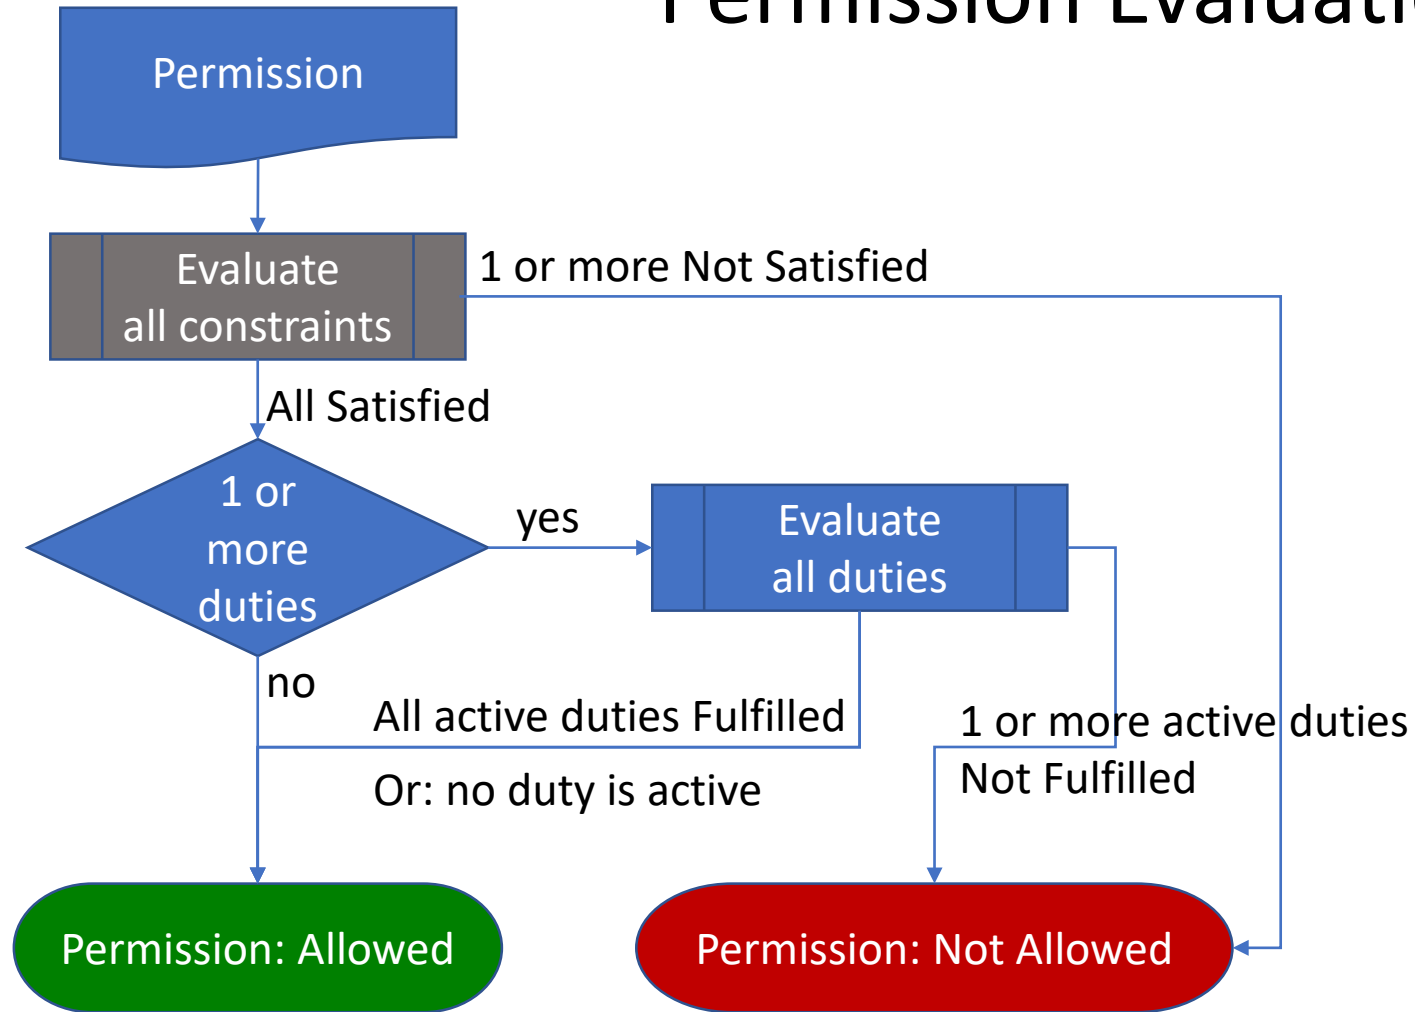 Permission Evaluatio
Permission
Evaluate
all constraints
1 or more Not Satisfied
All Satisfied
1 or
more
duties
yes
Evaluate
all duties
no
All active duties Fulfilled
Or: no duty is active
1 or more active duties
Not Fulfilled
Permission: Allowed
Permission: Not Allowed